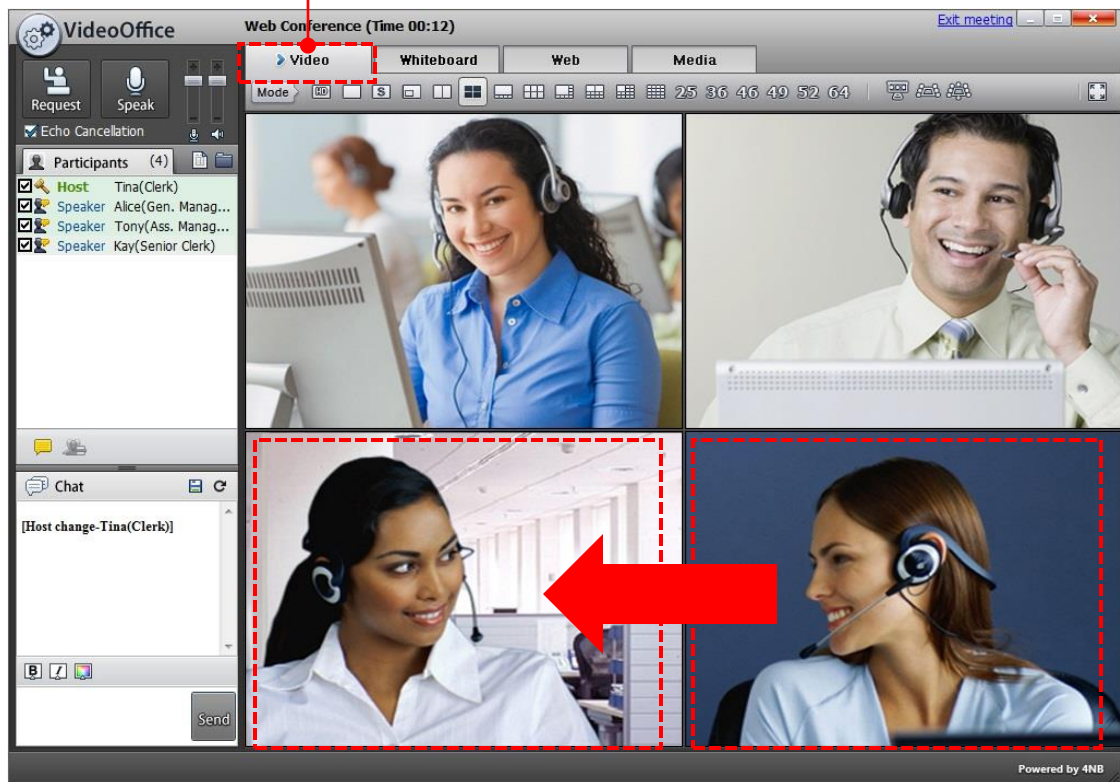 VideoOffice
Web Conference (Time 00:12)
Exit meeting
Video
Whiteboard
Web
Media
Request
Speak
Mode
HD
S
25 36 46 49 52 64
Echo Cancellation
Participants (4)
Host Tina(Clerk)
Speaker Alice(Gen. Manag...
Speaker Tony(Ass. Manag...
Speaker Kay(Senior Clerk)
Chat
[Host change-Tina(Clerk)]
B I
Send
Powered by 4NB